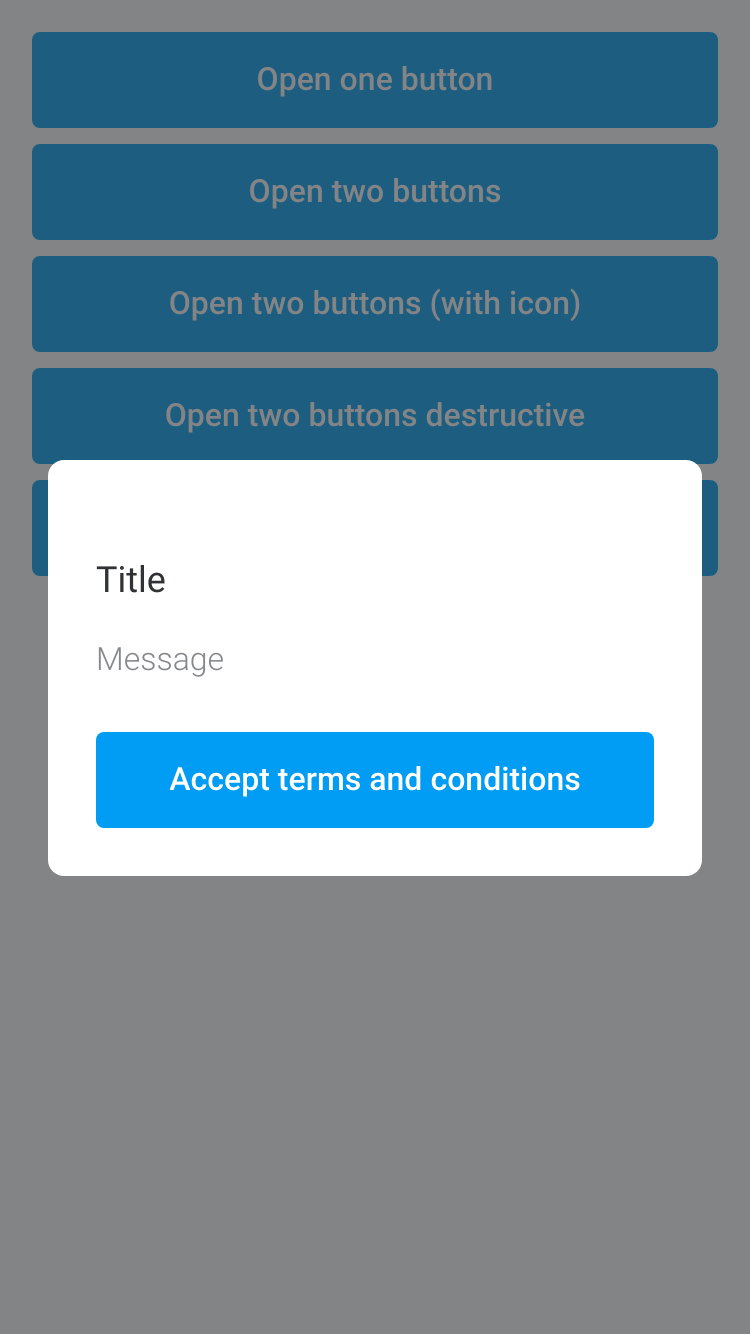 Open one button
Open two buttons
Open two buttons (with icon)
Open two buttons destructive
Title
Message
Accept terms and conditions